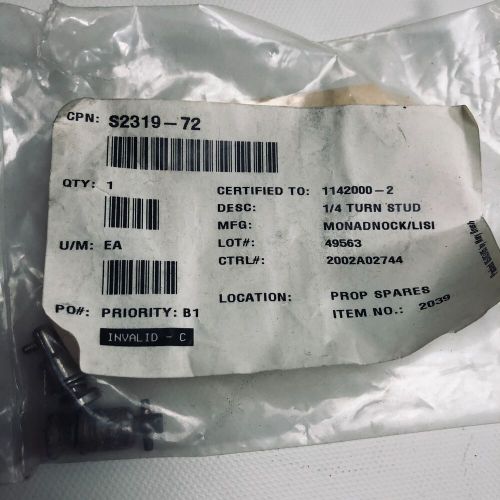 CPN: S2319-72
QTY: 1
CERTIFIED TO: 1142000-2
DESC: 1/4 TURN STUD
MFG: MONADNOCK/LISI
U/M: EA
LOT#: 49563
CTRL#: 2002A02744
LOCATION: PROP SPARES
PO#: PRIORITY: B1
ITEM NO.: 2039
INVALID - C